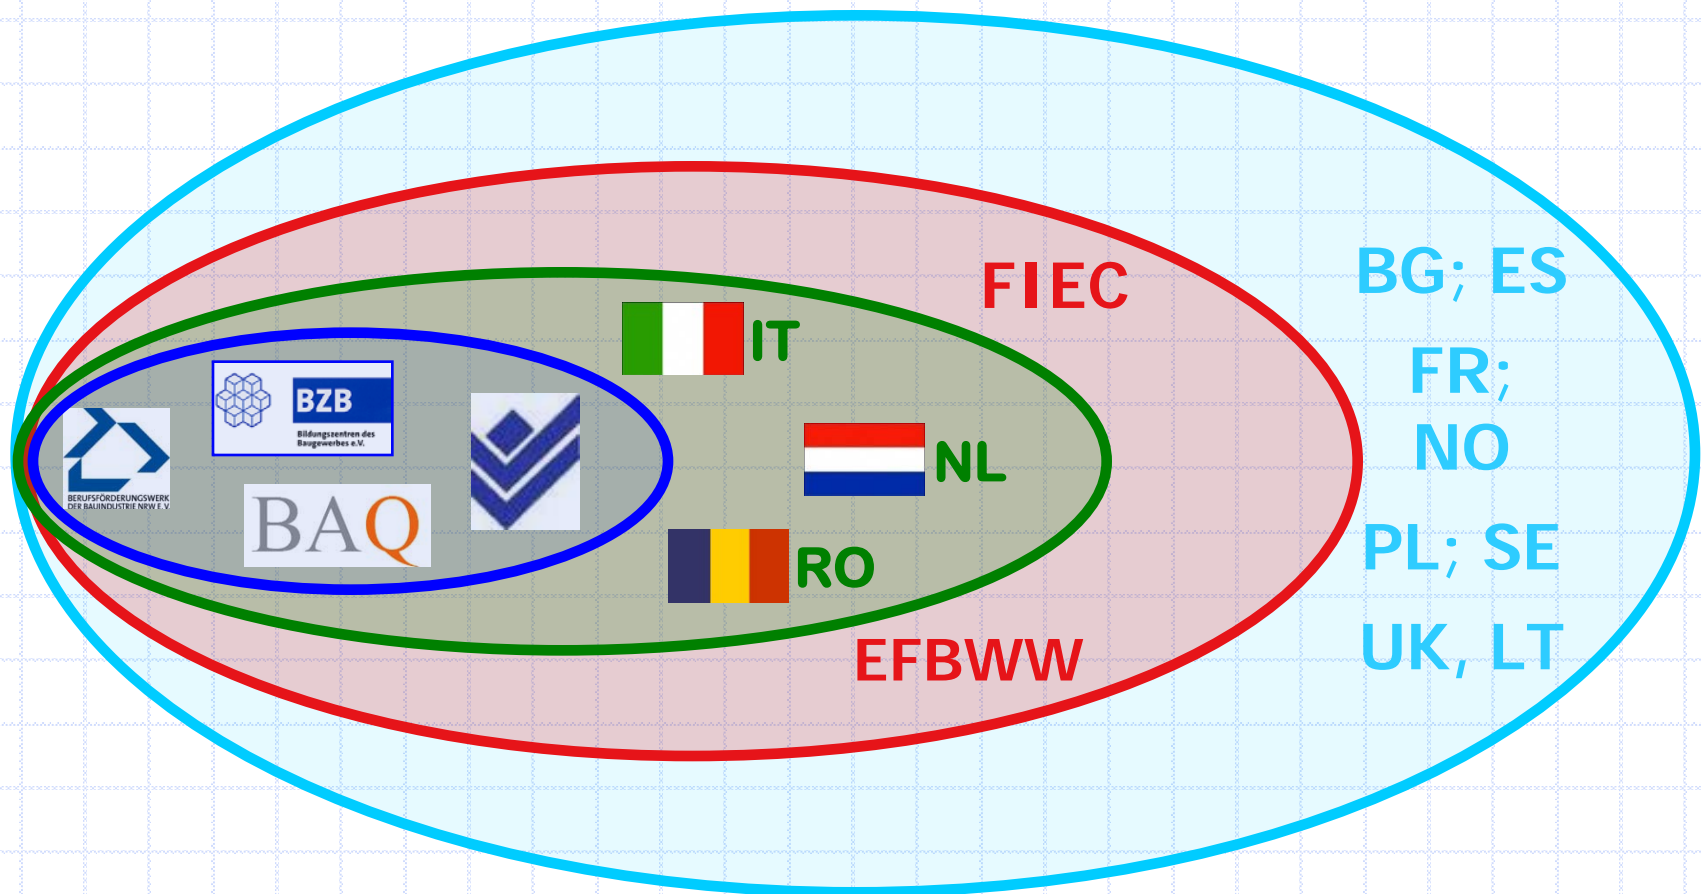 FIEC
BG; ES
IT
FR;
BZB
Bildungszentren des
Baugewerbes e.V.
NO
NL
BERUFSFÖRDERUNGSWERK
DER BAUINDUSTRIE NRW E.V.
BAQ
PL; SE
RO
EFBWW
UK, LT